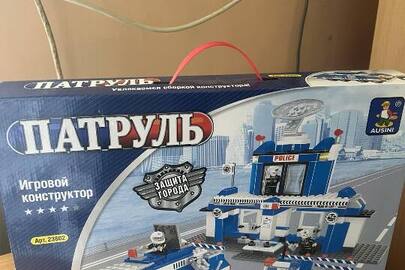 ПАТРУЛЬ
Увлекаемся сборкой конструктора!
AUSINI
ПАТРУЛЬ
Игровой
конструктор
ЗАЩИТА
ГОРОДА
POLICE
Арт. 23802